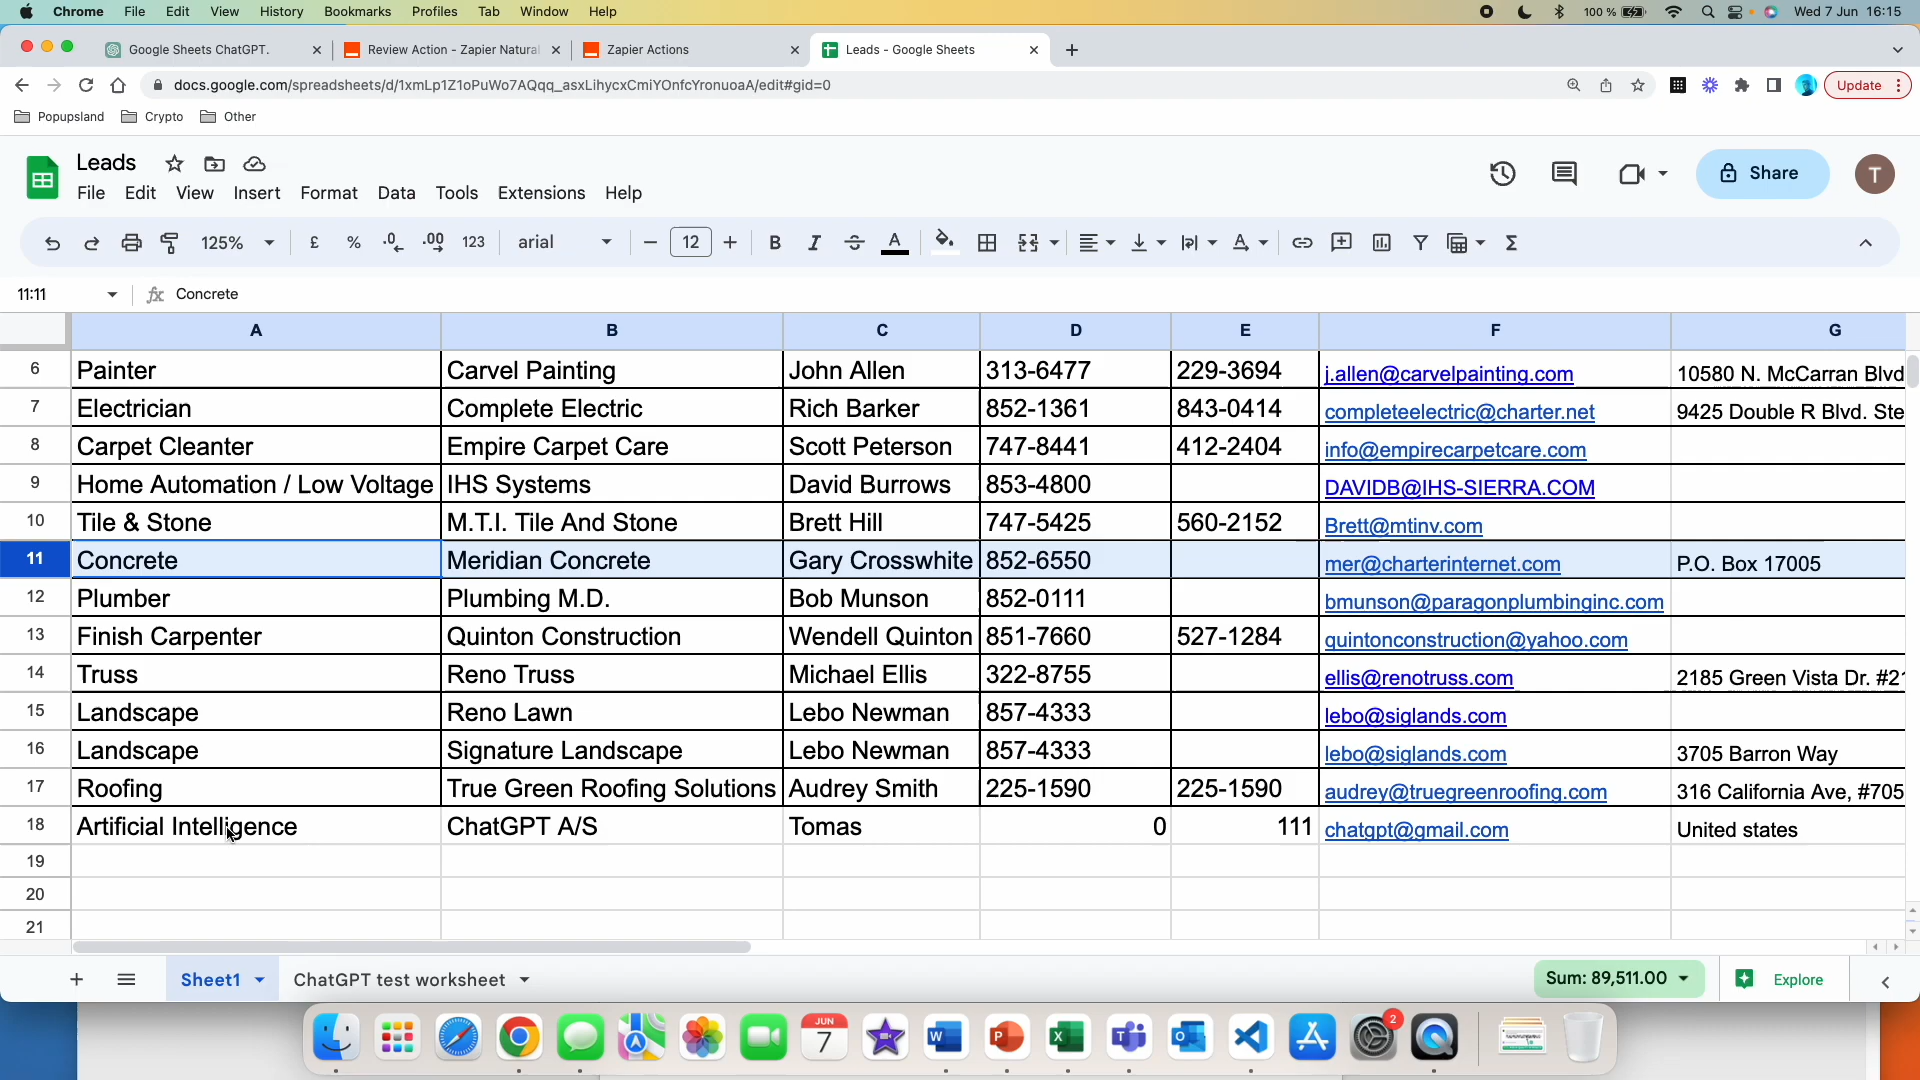 Chrome File Edit View History Bookmarks Profiles Tab Window Help 100 % Wed 7 Jun 16:15
Google Sheets ChatGPT. Review Action - Zapier Natural Zapier Actions Leads - Google Sheets
docs.google.com/spreadsheets/d/1xmLp1Z1oPuWo7AQqq_asxLihycxCmiYOnfcYronuoaA/edit#gid=0 Update
Popupsland Crypto Other
Leads
File Edit View Insert Format Data Tools Extensions Help Share T
125% £ % .0 .00 123 arial 12 B I A
11:11 fx Concrete
A B C D E F G
6 Painter Carvel Painting John Allen 313-6477 229-3694 j.allen@carvelpainting.com 10580 N. McCarran Blvd
7 Electrician Complete Electric Rich Barker 852-1361 843-0414 completeelectric@charter.net 9425 Double R Blvd. Ste
8 Carpet Cleanter Empire Carpet Care Scott Peterson 747-8441 412-2404 info@empirecarpetcare.com
9 Home Automation / Low Voltage IHS Systems David Burrows 853-4800 DAVIDB@IHS-SIERRA.COM
10 Tile & Stone M.T.I. Tile And Stone Brett Hill 747-5425 560-2152 Brett@mtinv.com
11 Concrete Meridian Concrete Gary Crosswhite 852-6550 mer@charterinternet.com P.O. Box 17005
12 Plumber Plumbing M.D. Bob Munson 852-0111 bmunson@paragonplumbinginc.com
13 Finish Carpenter Quinton Construction Wendell Quinton 851-7660 527-1284 quintonconstruction@yahoo.com
14 Truss Reno Truss Michael Ellis 322-8755 ellis@renotruss.com 2185 Green Vista Dr. #21
15 Landscape Reno Lawn Lebo Newman 857-4333 lebo@siglands.com
16 Landscape Signature Landscape Lebo Newman 857-4333 lebo@siglands.com 3705 Barron Way
17 Roofing True Green Roofing Solutions Audrey Smith 225-1590 225-1590 audrey@truegreenroofing.com 316 California Ave, #705
18 Artificial Intelligence ChatGPT A/S Tomas 0 111 chatgpt@gmail.com United states
19
20
21
Sheet1 ChatGPT test worksheet Sum: 89,511.00 Explore
JUN 7 W P X T O 2